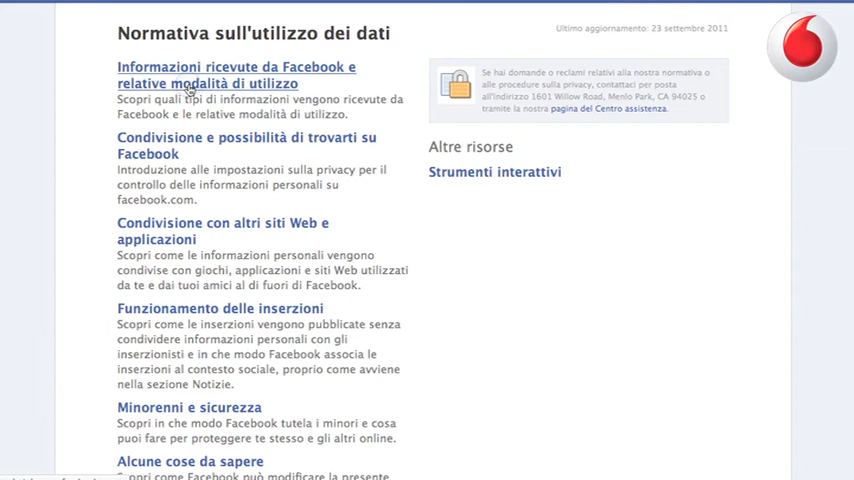 Normativa sull'utilizzo dei dati
Ultimo aggiornamento: 23 settembre 2011
Informazioni ricevute da Facebook e
relative modalità di utilizzo
Scopri quali tipi di informazioni vengono ricevute da
Facebook e le relative modalità di utilizzo.
Condivisione e possibilità di trovarti su
Facebook
Introduzione alle impostazioni sulla privacy per il
controllo delle informazioni personali su
facebook.com.
Condivisione con altri siti Web e
applicazioni
Scopri come le informazioni personali vengono
condivise con giochi, applicazioni e siti Web utilizzati
da te e dai tuoi amici al di fuori di Facebook.
Funzionamento delle inserzioni
Scopri come le inserzioni vengono pubblicate senza
condividere informazioni personali con gli
inserzionisti e in che modo Facebook associa le
inserzioni al contesto sociale, proprio come avviene
nella sezione Notizie.
Minorenni e sicurezza
Scopri in che modo Facebook tutela i minori e cosa
puoi fare per proteggere te stesso e gli altri online.
Alcune cose da sapere
Scopri come Facebook può modificare la presente
Se hai domande o reclami relativi alla nostra normativa o
alle procedure sulla privacy, contattaci per posta
all'indirizzo 1601 Willow Road, Menlo Park, CA 94025 o
tramite la nostra pagina del Centro assistenza.
Altre risorse
Strumenti interattivi